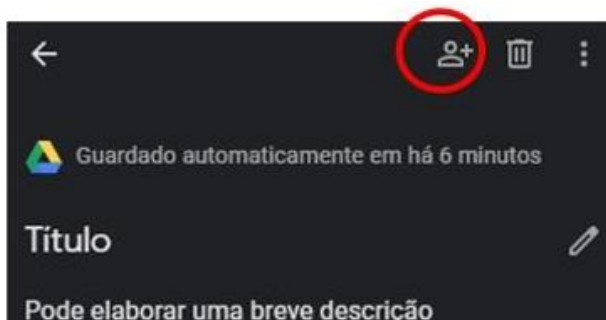 Guardado automaticamente em há 6 minutos
Título
Pode elaborar uma breve descrição